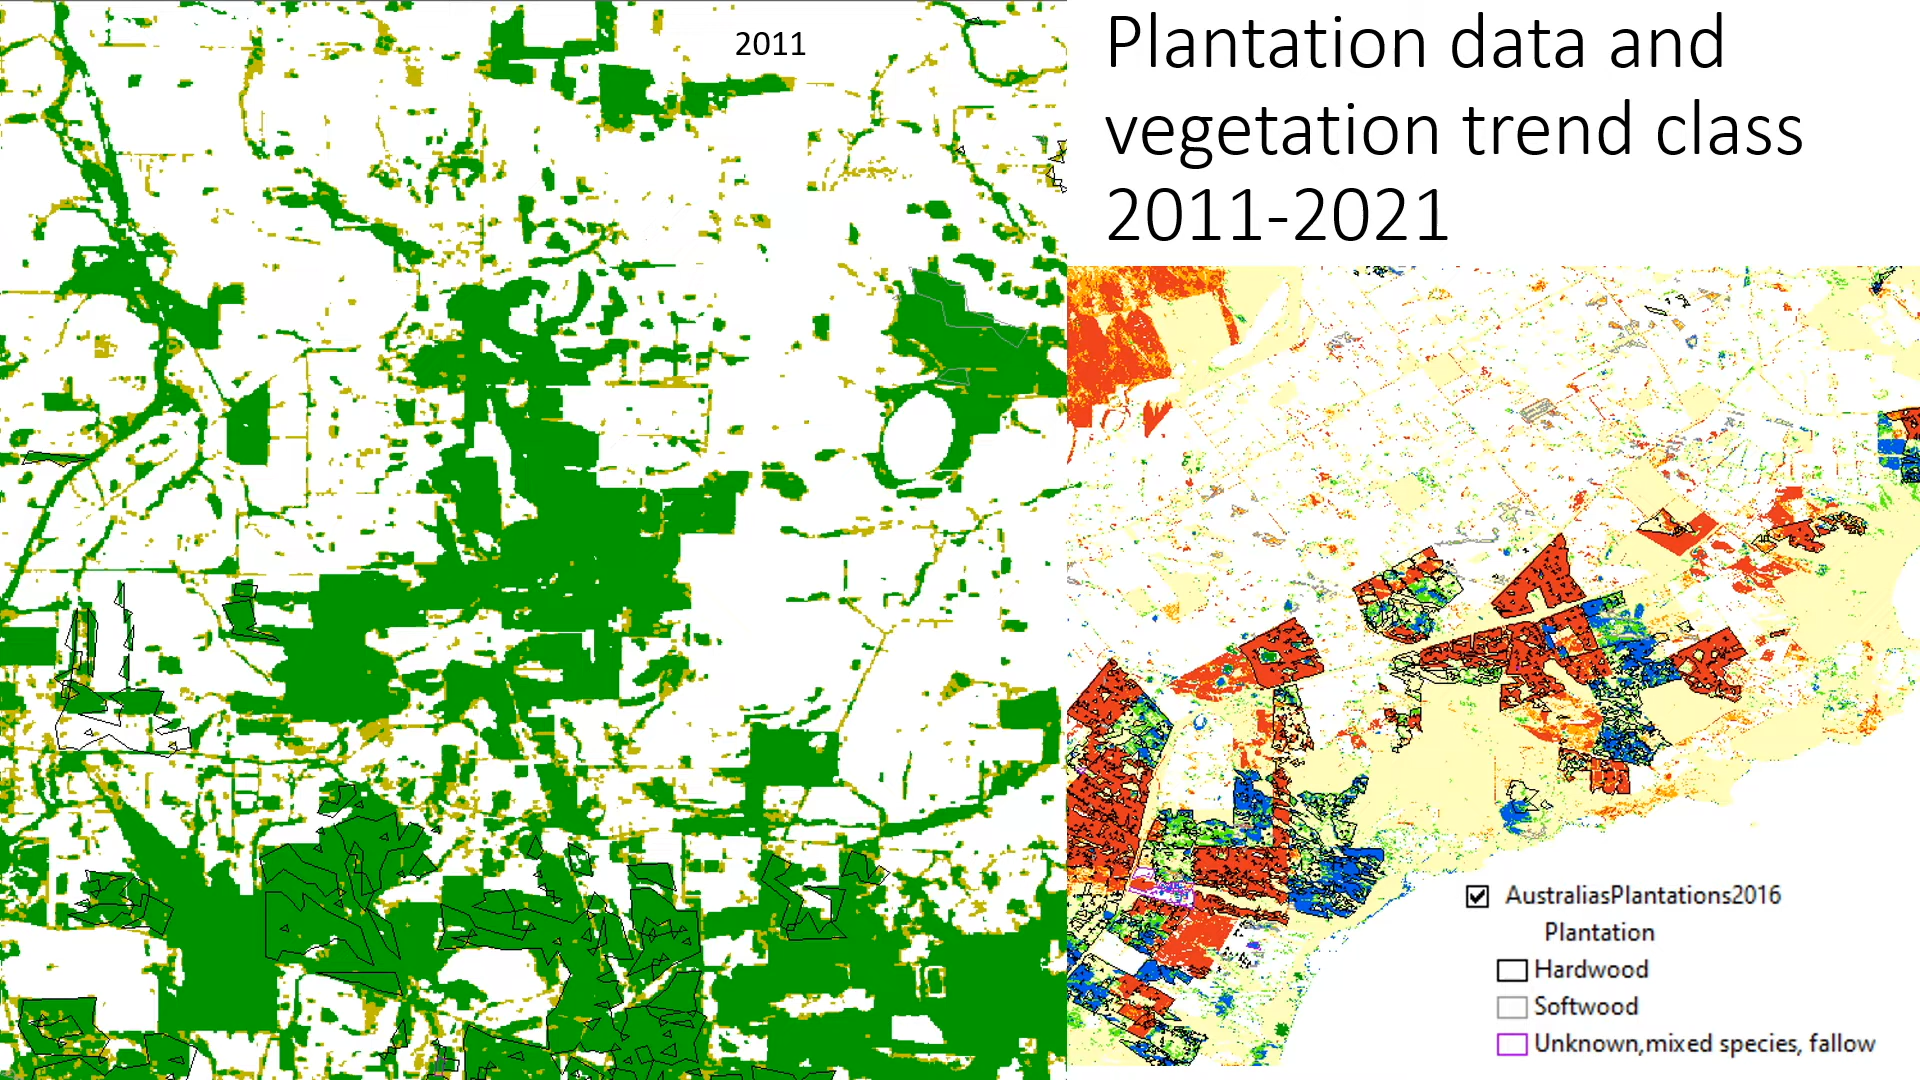 2011
Plantation data and
vegetation trend class
2011-2021
AustraliasPlantations2016
Plantation
Hardwood
Softwood
Unknown,mixed species, fallow